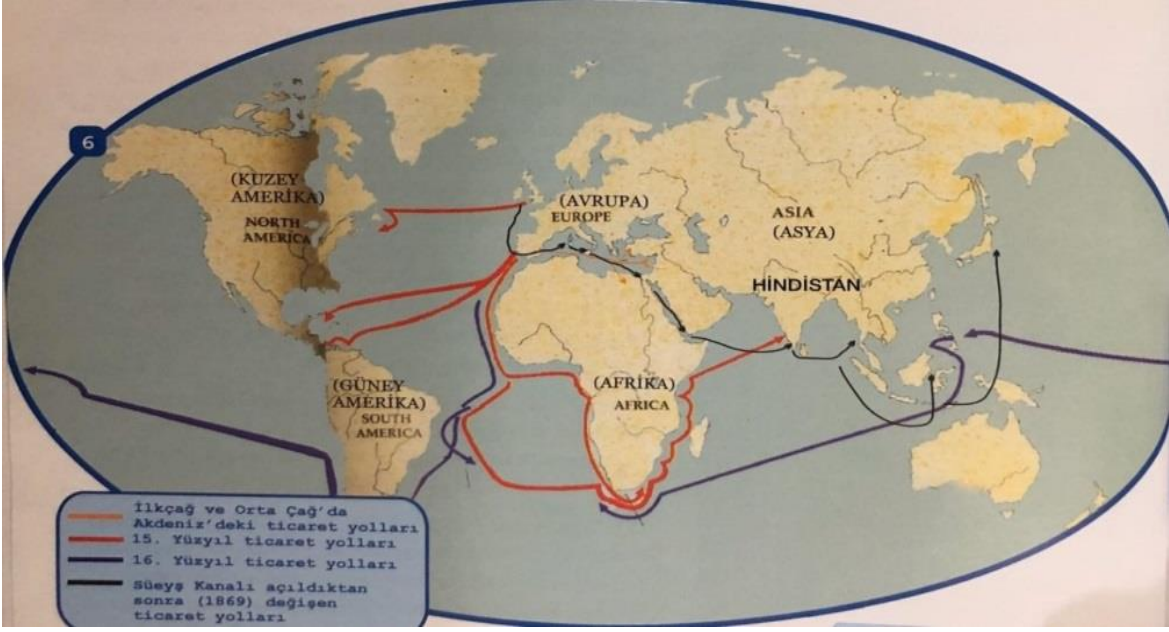 6
(KUZEY
AMERİKA)
NORTH
AMERICA
(AVRUPA)
EUROPE
ASIA
(ASYA)
HİNDİSTAN
(GÜNEY
AMERİKA)
SOUTH
AMERICA
(AFRİKA)
AFRICA
İlkçağ ve Orta Çağ'da
Akdeniz'deki ticaret yolları
15. Yüzyıl ticaret yolları
16. Yüzyıl ticaret yolları
Süeyş Kanalı açıldıktan
sonra (1869) değişen
ticaret yolları